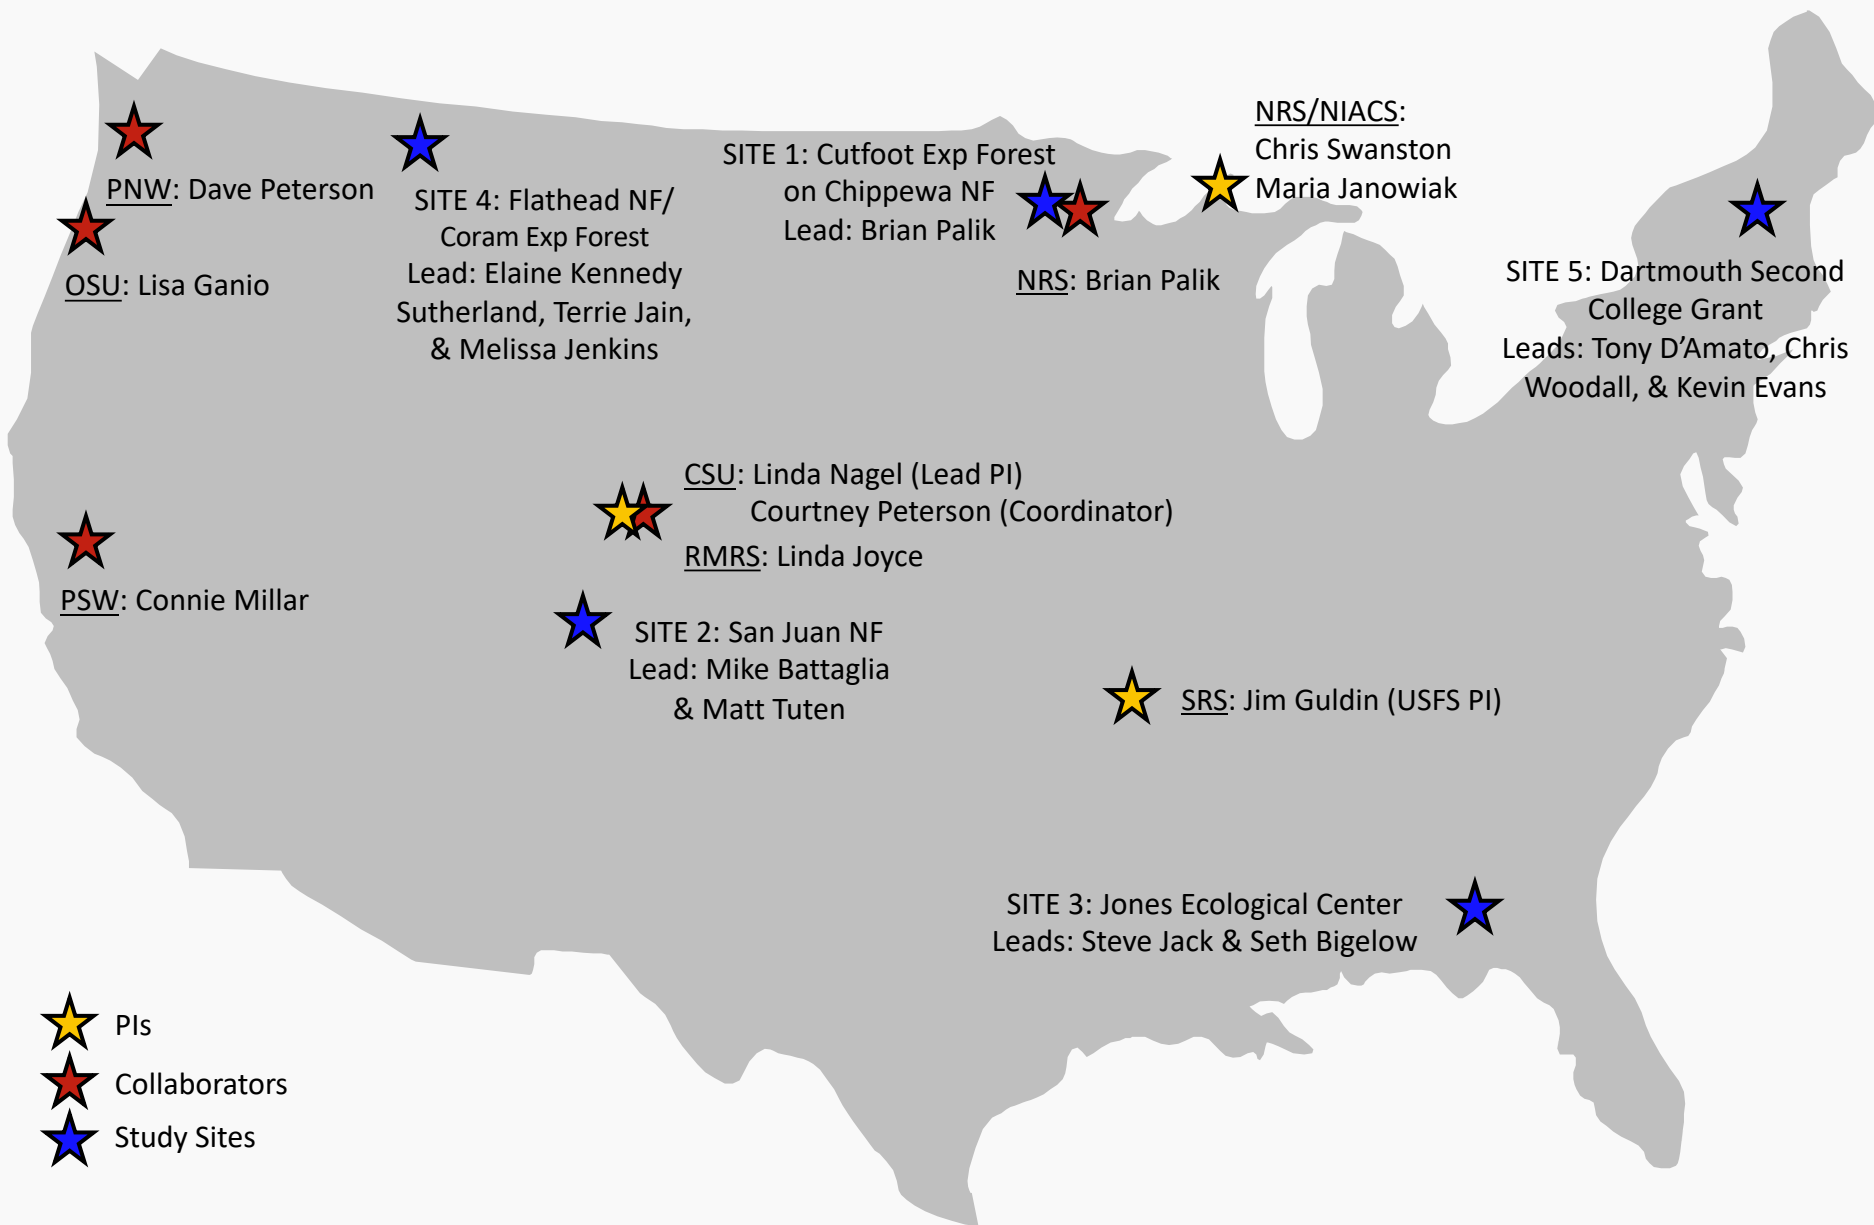 NRS/NIACS:
Chris Swanston
Maria Janowiak
PNW: Dave Peterson
OSU: Lisa Ganio
SITE 4: Flathead NF/
Coram Exp Forest
Lead: Elaine Kennedy
Sutherland, Terrie Jain,
& Melissa Jenkins
SITE 1: Cutfoot Exp Forest
on Chippewa NF
Lead: Brian Palik
NRS: Brian Palik
SITE 5: Dartmouth Second
College Grant
Leads: Tony D’Amato, Chris
Woodall, & Kevin Evans
CSU: Linda Nagel (Lead PI)
Courtney Peterson (Coordinator)
RMRS: Linda Joyce
PSW: Connie Millar
SITE 2: San Juan NF
Lead: Mike Battaglia
& Matt Tuten
SRS: Jim Guldin (USFS PI)
SITE 3: Jones Ecological Center
Leads: Steve Jack & Seth Bigelow
PIs
Collaborators
Study Sites